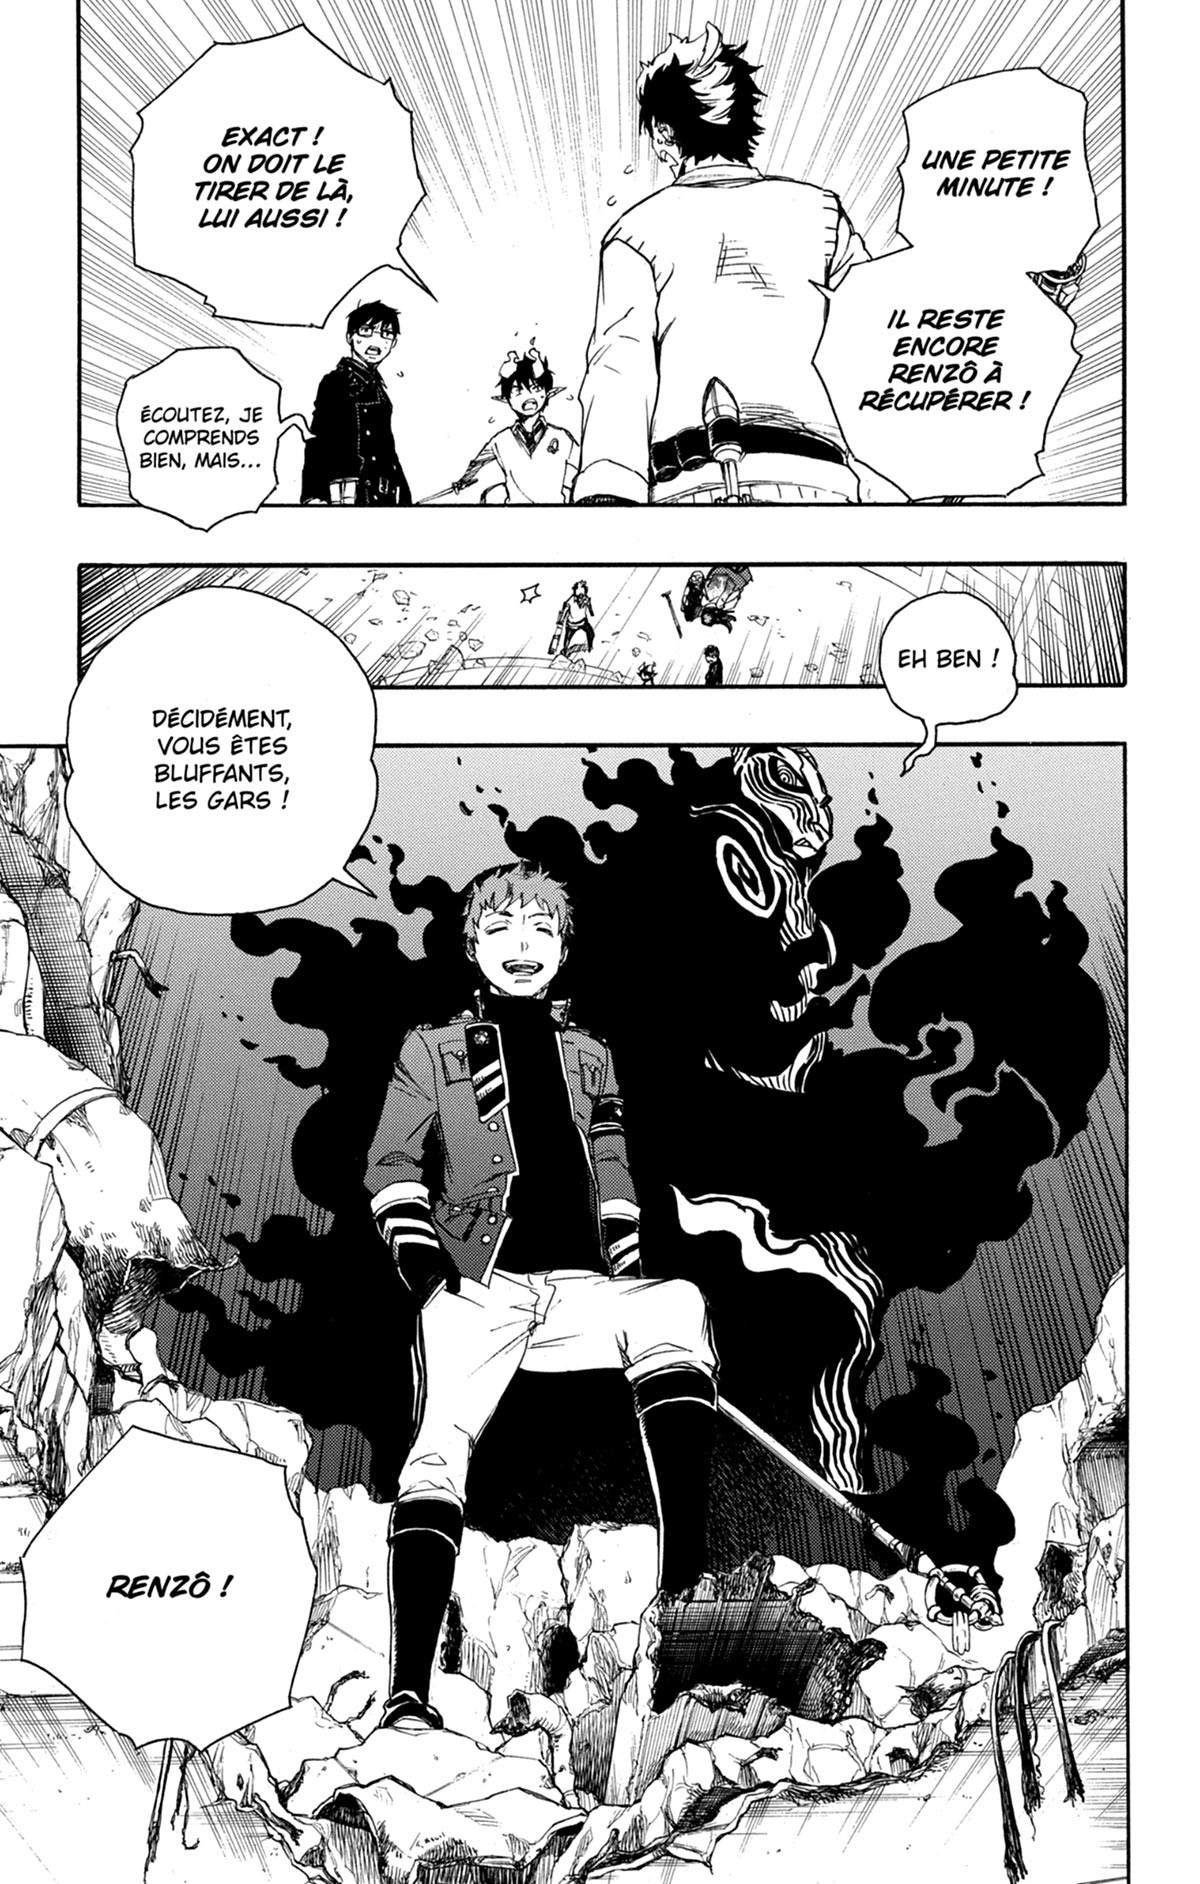 UNE PETITE
MINUTE !
IL RESTE
ENCORE
RENZÔ À
RÉCUPÉRER !
EXACT !
ON DOIT LE
TIRER DE LÀ,
LUI AUSSI !
ÉCOUTEZ, JE
COMPRENDS
BIEN, MAIS...
EH BEN !
DÉCIDÉMENT,
VOUS ÊTES
BLUFFANTS,
LES GARS !
RENZÔ !